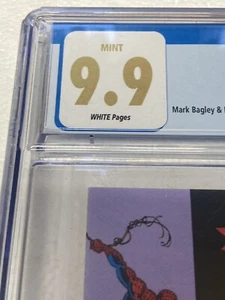 MINT
9.9
WHITE Pages
Mark Bagley &